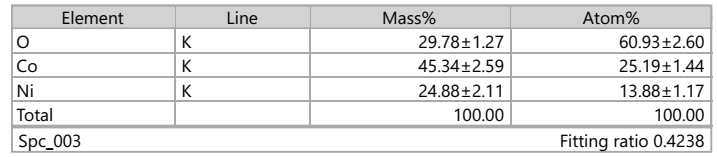 Element Line Mass% Atom%
O K 29.78±1.27 60.93±2.60
Co K 45.34±2.59 25.19±1.44
Ni K 24.88±2.11 13.88±1.17
Total 100.00 100.00
Spc_003 Fitting ratio 0.4238